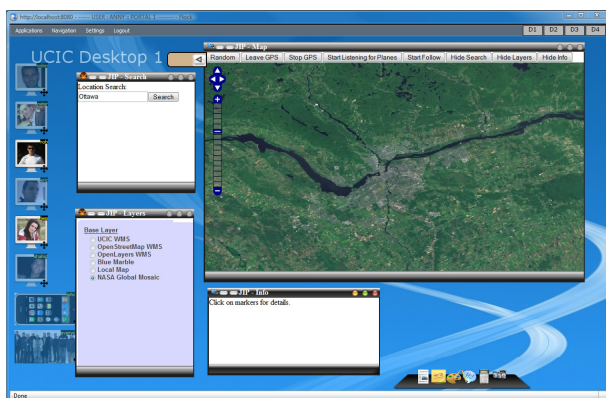 http://localhost:8080
Applications Navigation Settings Logout
D1 D2 D3 D4
UCIC Desktop 1
JIP - Map
Random Leave GPS Stop GPS Start Listening for Planes Start Follow Hide Search Hide Layers Hide Info
JIP - Search
Location Search:
Ottawa Search
JIP - Layers
Base Layer
UCIC WMS
OpenStreetMap WMS
OpenLayers WMS
Blue Marble
Local Map
NASA Global Mosaic
JIP - Info
Click on markers for details.
Done